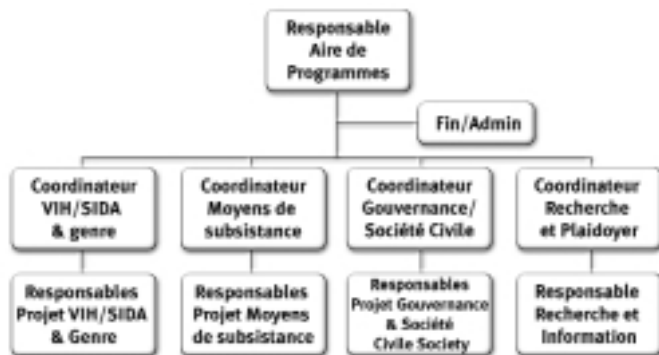 Responsable
Aire de
Programmes
Fin/Admin
Coordinateur
VIH/SIDA
& genre
Coordinateur
Moyens de
subsistance
Coordinateur
Gouvernance/
Société Civile
Coordinateur
Recherche
et Plaidoyer
Responsables
Projet VIH/SIDA
& Genre
Responsables
Projet Moyens
de subsistance
Responsables
Projet Gouvernance
& Société
Civile Society
Responsable
Recherche et
Information